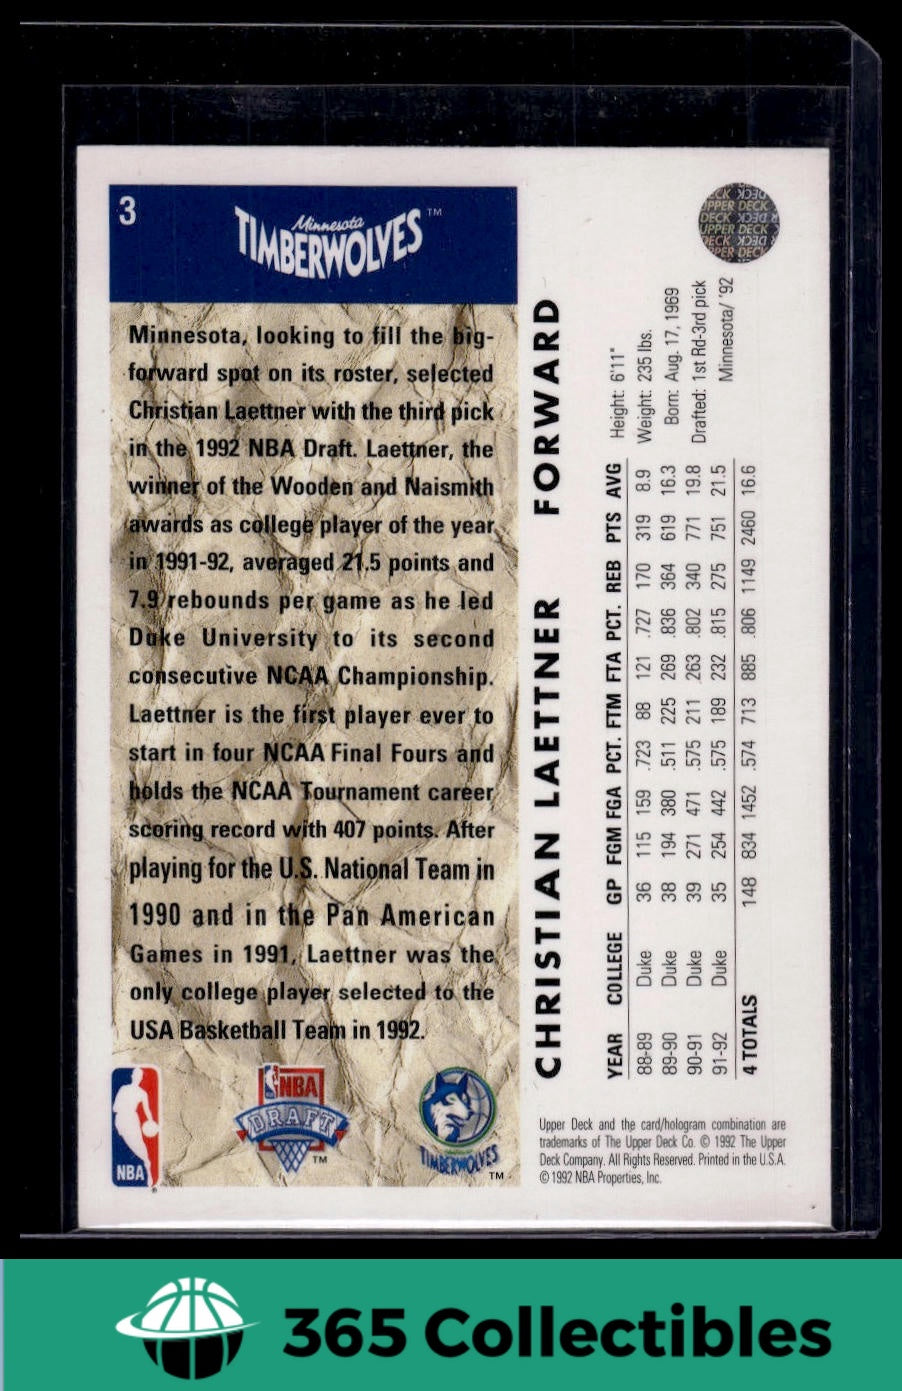 3
Minnesota
TIMBERWOLVES™
Minnesota, looking to fill the big-
forward spot on its roster, selected
Christian Laettner with the third pick
in the 1992 NBA Draft. Laettner, the
winner of the Wooden and Naismith
awards as college player of the year
in 1991-92, averaged 21.5 points and
7.9 rebounds per game as he led
Duke University to its second
consecutive NCAA Championship.
Laettner is the first player ever to
start in four NCAA Final Fours and
holds the NCAA Tournament career
scoring record with 407 points. After
playing for the U.S. National Team in
1990 and in the Pan American
Games in 1991, Laettner was the
only college player selected to the
USA Basketball Team in 1992.
NBA
®
NBA
DRAFT
™
TIMBERWOLVES
™
CHRISTIAN LAETTNER FORWARD
Height: 6'11"
Weight: 235 lbs.
Born: Aug. 17, 1969
Drafted: 1st Rd-3rd pick
Minnesota/ '92
YEAR COLLEGE GP FGM FGA PCT. FTM FTA PCT. REB PTS AVG
88-89 Duke 36 115 159 .723 88 121 .727 170 319 8.9
89-90 Duke 38 194 380 .511 225 269 .836 364 619 16.3
90-91 Duke 39 271 471 .575 211 263 .802 340 771 19.8
91-92 Duke 35 254 442 .575 189 232 .815 275 751 21.5
4 TOTALS 148 834 1452 .574 713 885 .806 1149 2460 16.6
UPPER DECK
Upper Deck and the card/hologram combination are
trademarks of The Upper Deck Co. © 1992 The Upper
Deck Company. All Rights Reserved. Printed in the U.S.A.
© 1992 NBA Properties, Inc.
365 Collectibles